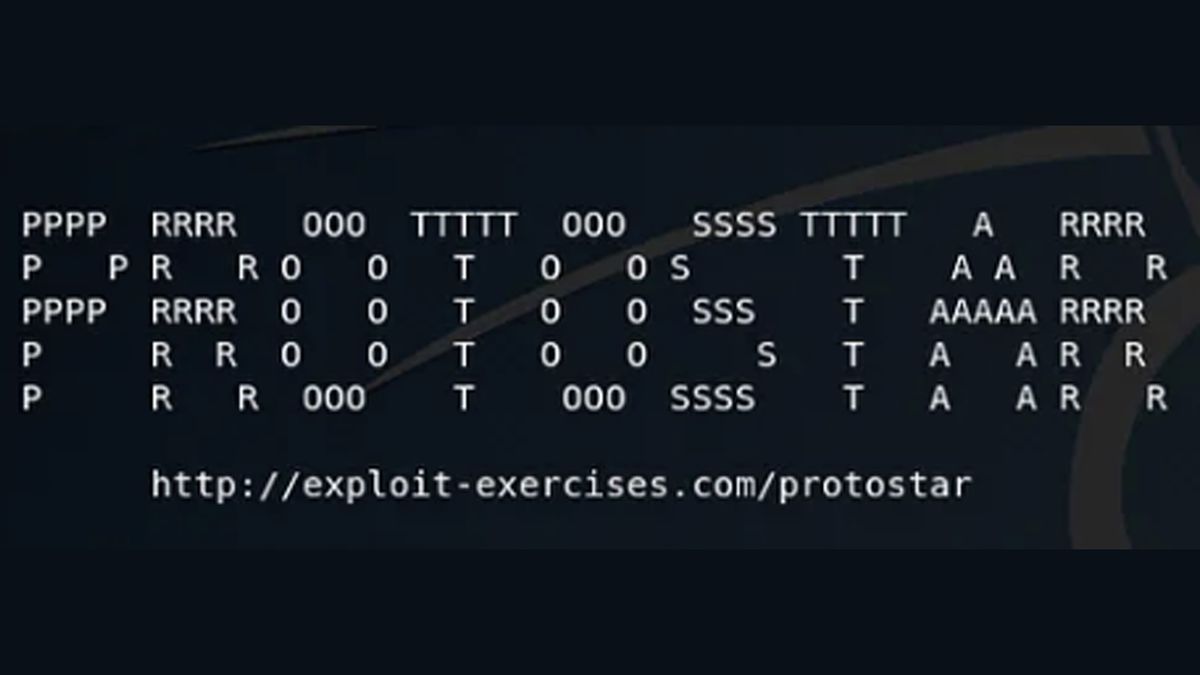 PPPP  RRRR   OOO  TTTTT  OOO   SSSS TTTTT   A   RRRR
P   P R   R O   O   T   O   O S       T    A A  R   R
PPPP  RRRR  O   O   T   O   O  SSS    T   AAAAA RRRR
P     R  R  O   O   T   O   O     S   T   A   A R  R
P     R   R  OOO    T    OOO  SSSS    T   A   A R   R
http://exploit-exercises.com/protostar